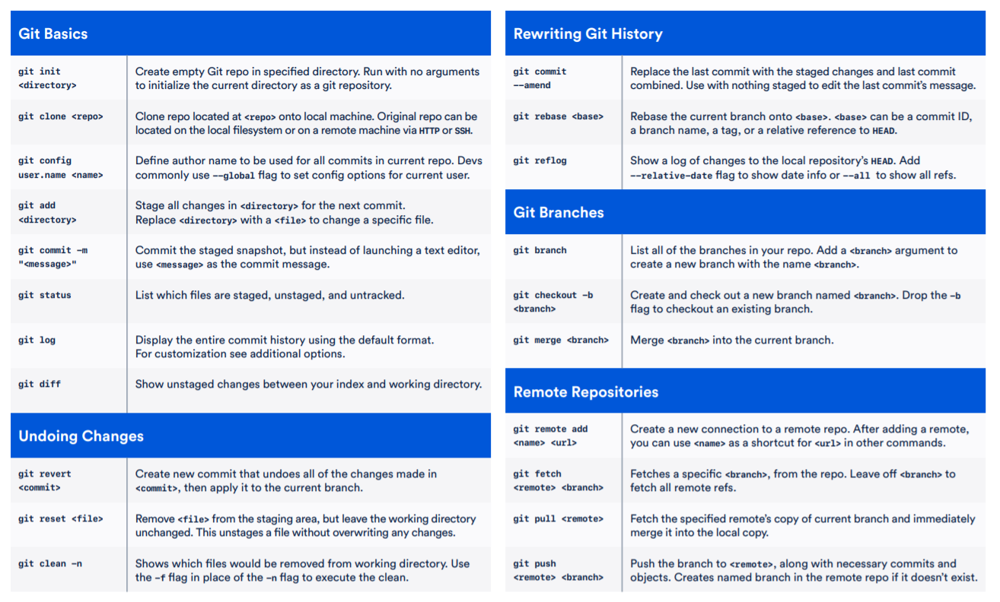 Git Basics
git init
<directory>
Create empty Git repo in specified directory. Run with no arguments
to initialize the current directory as a git repository.
git clone <repo>
Clone repo located at <repo> onto local machine. Original repo can be
located on the local filesystem or on a remote machine via HTTP or SSH.
git config
user.name <name>
Define author name to be used for all commits in current repo. Devs
commonly use --global flag to set config options for current user.
git add
<directory>
Stage all changes in <directory> for the next commit.
Replace <directory> with a <file> to change a specific file.
git commit -m
"<message>"
Commit the staged snapshot, but instead of launching a text editor,
use <message> as the commit message.
git status
List which files are staged, unstaged, and untracked.
git log
Display the entire commit history using the default format.
For customization see additional options.
git diff
Show unstaged changes between your index and working directory.
Undoing Changes
git revert
<commit>
Create new commit that undoes all of the changes made in
<commit>, then apply it to the current branch.
git reset <file>
Remove <file> from the staging area, but leave the working directory
unchanged. This unstages a file without overwriting any changes.
git clean -n
Shows which files would be removed from working directory. Use
the -f flag in place of the -n flag to execute the clean.
Rewriting Git History
git commit
--amend
Replace the last commit with the staged changes and last commit
combined. Use with nothing staged to edit the last commit's message.
git rebase <base>
Rebase the current branch onto <base>. <base> can be a commit ID,
a branch name, a tag, or a relative reference to HEAD.
git reflog
Show a log of changes to the local repository's HEAD. Add
--relative-date flag to show date info or --all to show all refs.
Git Branches
git branch
List all of the branches in your repo. Add a <branch> argument to
create a new branch with the name <branch>.
git checkout -b
<branch>
Create and check out a new branch named <branch>. Drop the -b
flag to checkout an existing branch.
git merge <branch>
Merge <branch> into the current branch.
Remote Repositories
git remote add
<name> <url>
Create a new connection to a remote repo. After adding a remote,
you can use <name> as a shortcut for <url> in other commands.
git fetch
<remote> <branch>
Fetches a specific <branch>, from the repo. Leave off <branch> to
fetch all remote refs.
git pull <remote>
Fetch the specified remote's copy of current branch and immediately
merge it into the local copy.
git push
<remote> <branch>
Push the branch to <remote>, along with necessary commits and
objects. Creates named branch in the remote repo if it doesn't exist.